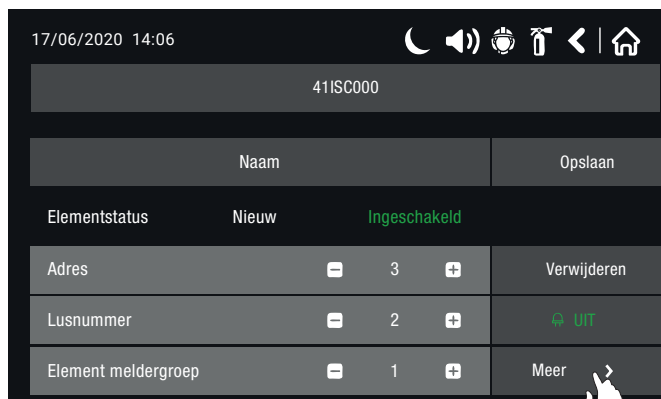 17/06/2020 14:06
41ISC000
Naam Opslaan
Elementstatus Nieuw Ingeschakeld
Adres 3 Verwijderen
Lusnummer 2 UIT
Element meldergroep 1 Meer